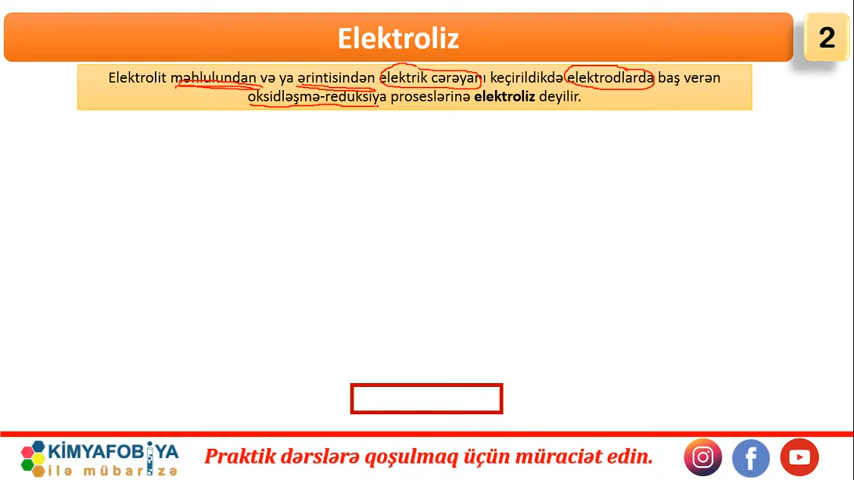 Elektroliz
2
Elektrolit məhlulundan və ya ərintisindən elektrik cərəyanı keçirildikdə elektrodlarda baş verən
oksidləşmə-reduksiya proseslərinə elektroliz deyilir.
KİMYAFOBİYA
ilə mübarizə
Praktik dərslərə qoşulmaq üçün müraciət edin.